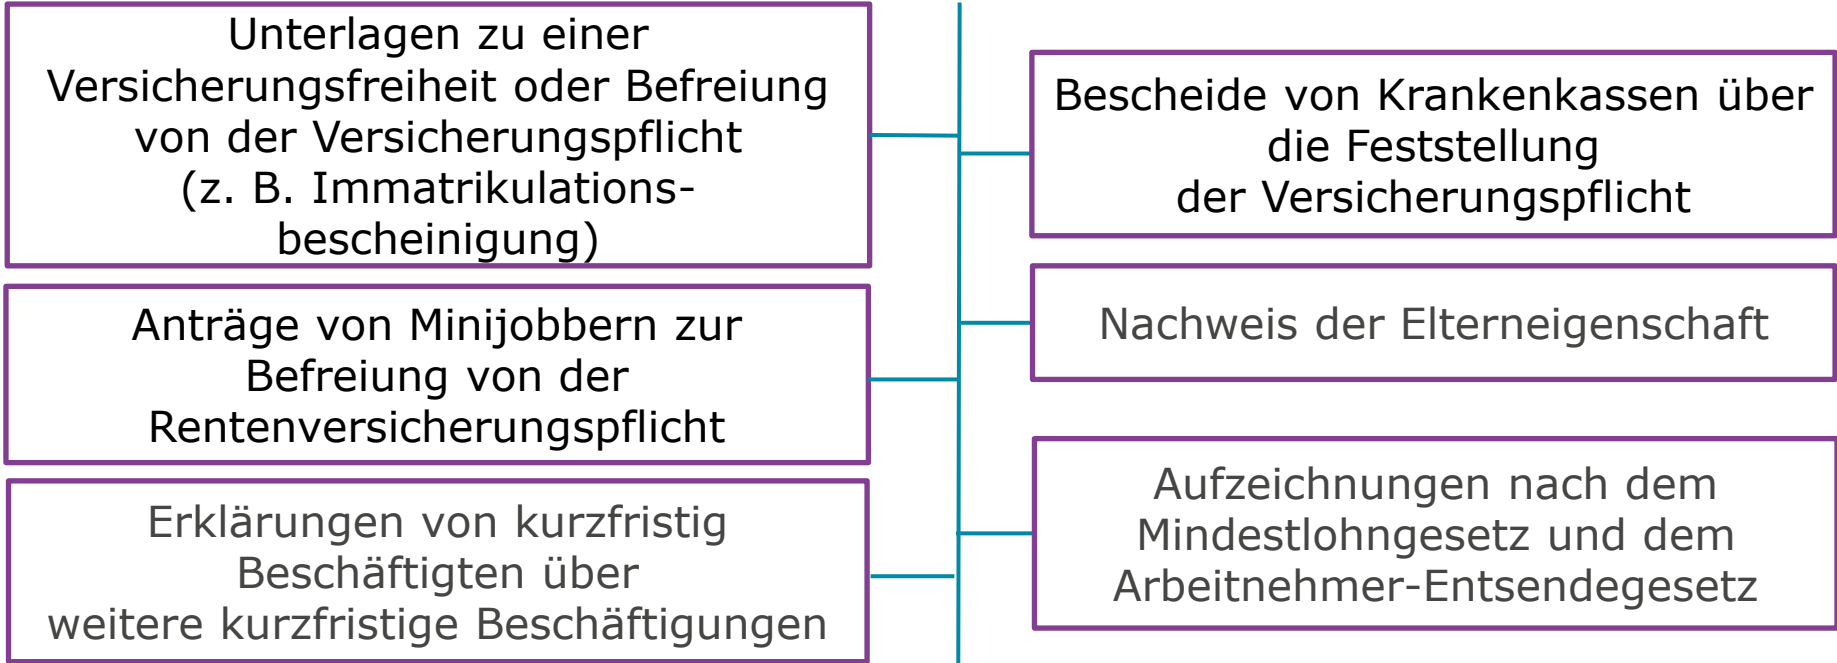 Unterlagen zu einer
Versicherungsfreiheit oder Befreiung
von der Versicherungspflicht
(z. B. Immatrikulations-
bescheinigung)
Anträge von Minijobbern zur
Befreiung von der
Rentenversicherungspflicht
Erklärungen von kurzfristig
Beschäftigten über
weitere kurzfristige Beschäftigungen
Bescheide von Krankenkassen über
die Feststellung
der Versicherungspflicht
Nachweis der Elterneigenschaft
Aufzeichnungen nach dem
Mindestlohngesetz und dem
Arbeitnehmer-Entsendegesetz